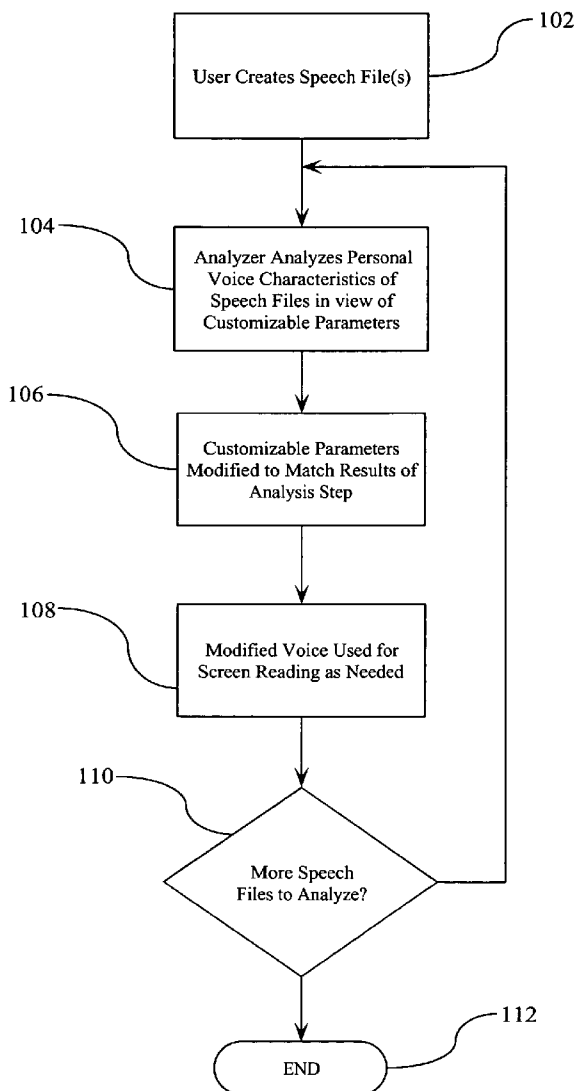 102
User Creates Speech File(s)
104
Analyzer Analyzes Personal
Voice Characteristics of
Speech Files in view of
Customizable Parameters
106
Customizable Parameters
Modified to Match Results of
Analysis Step
108
Modified Voice Used for
Screen Reading as Needed
110
More Speech
Files to Analyze?
112
END